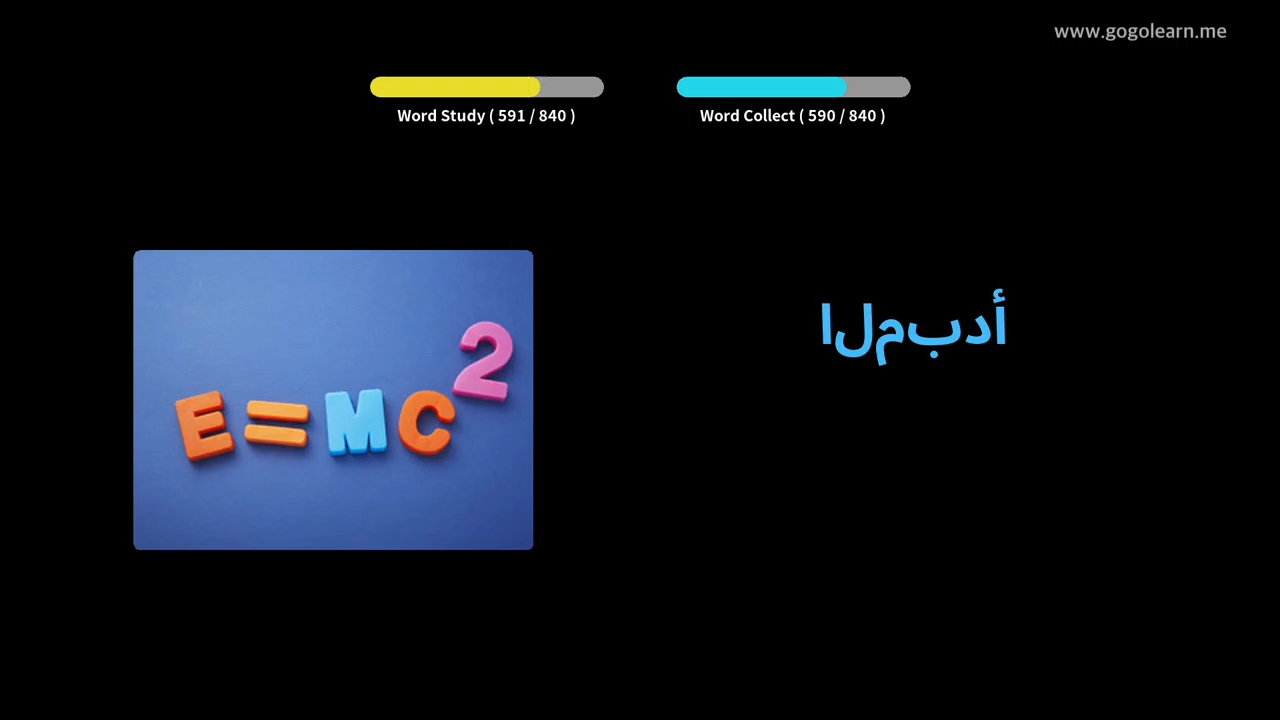 www.gogolearn.me
Word Study ( 591 / 840 )
Word Collect ( 590 / 840 )
E=MC²
المبدأ